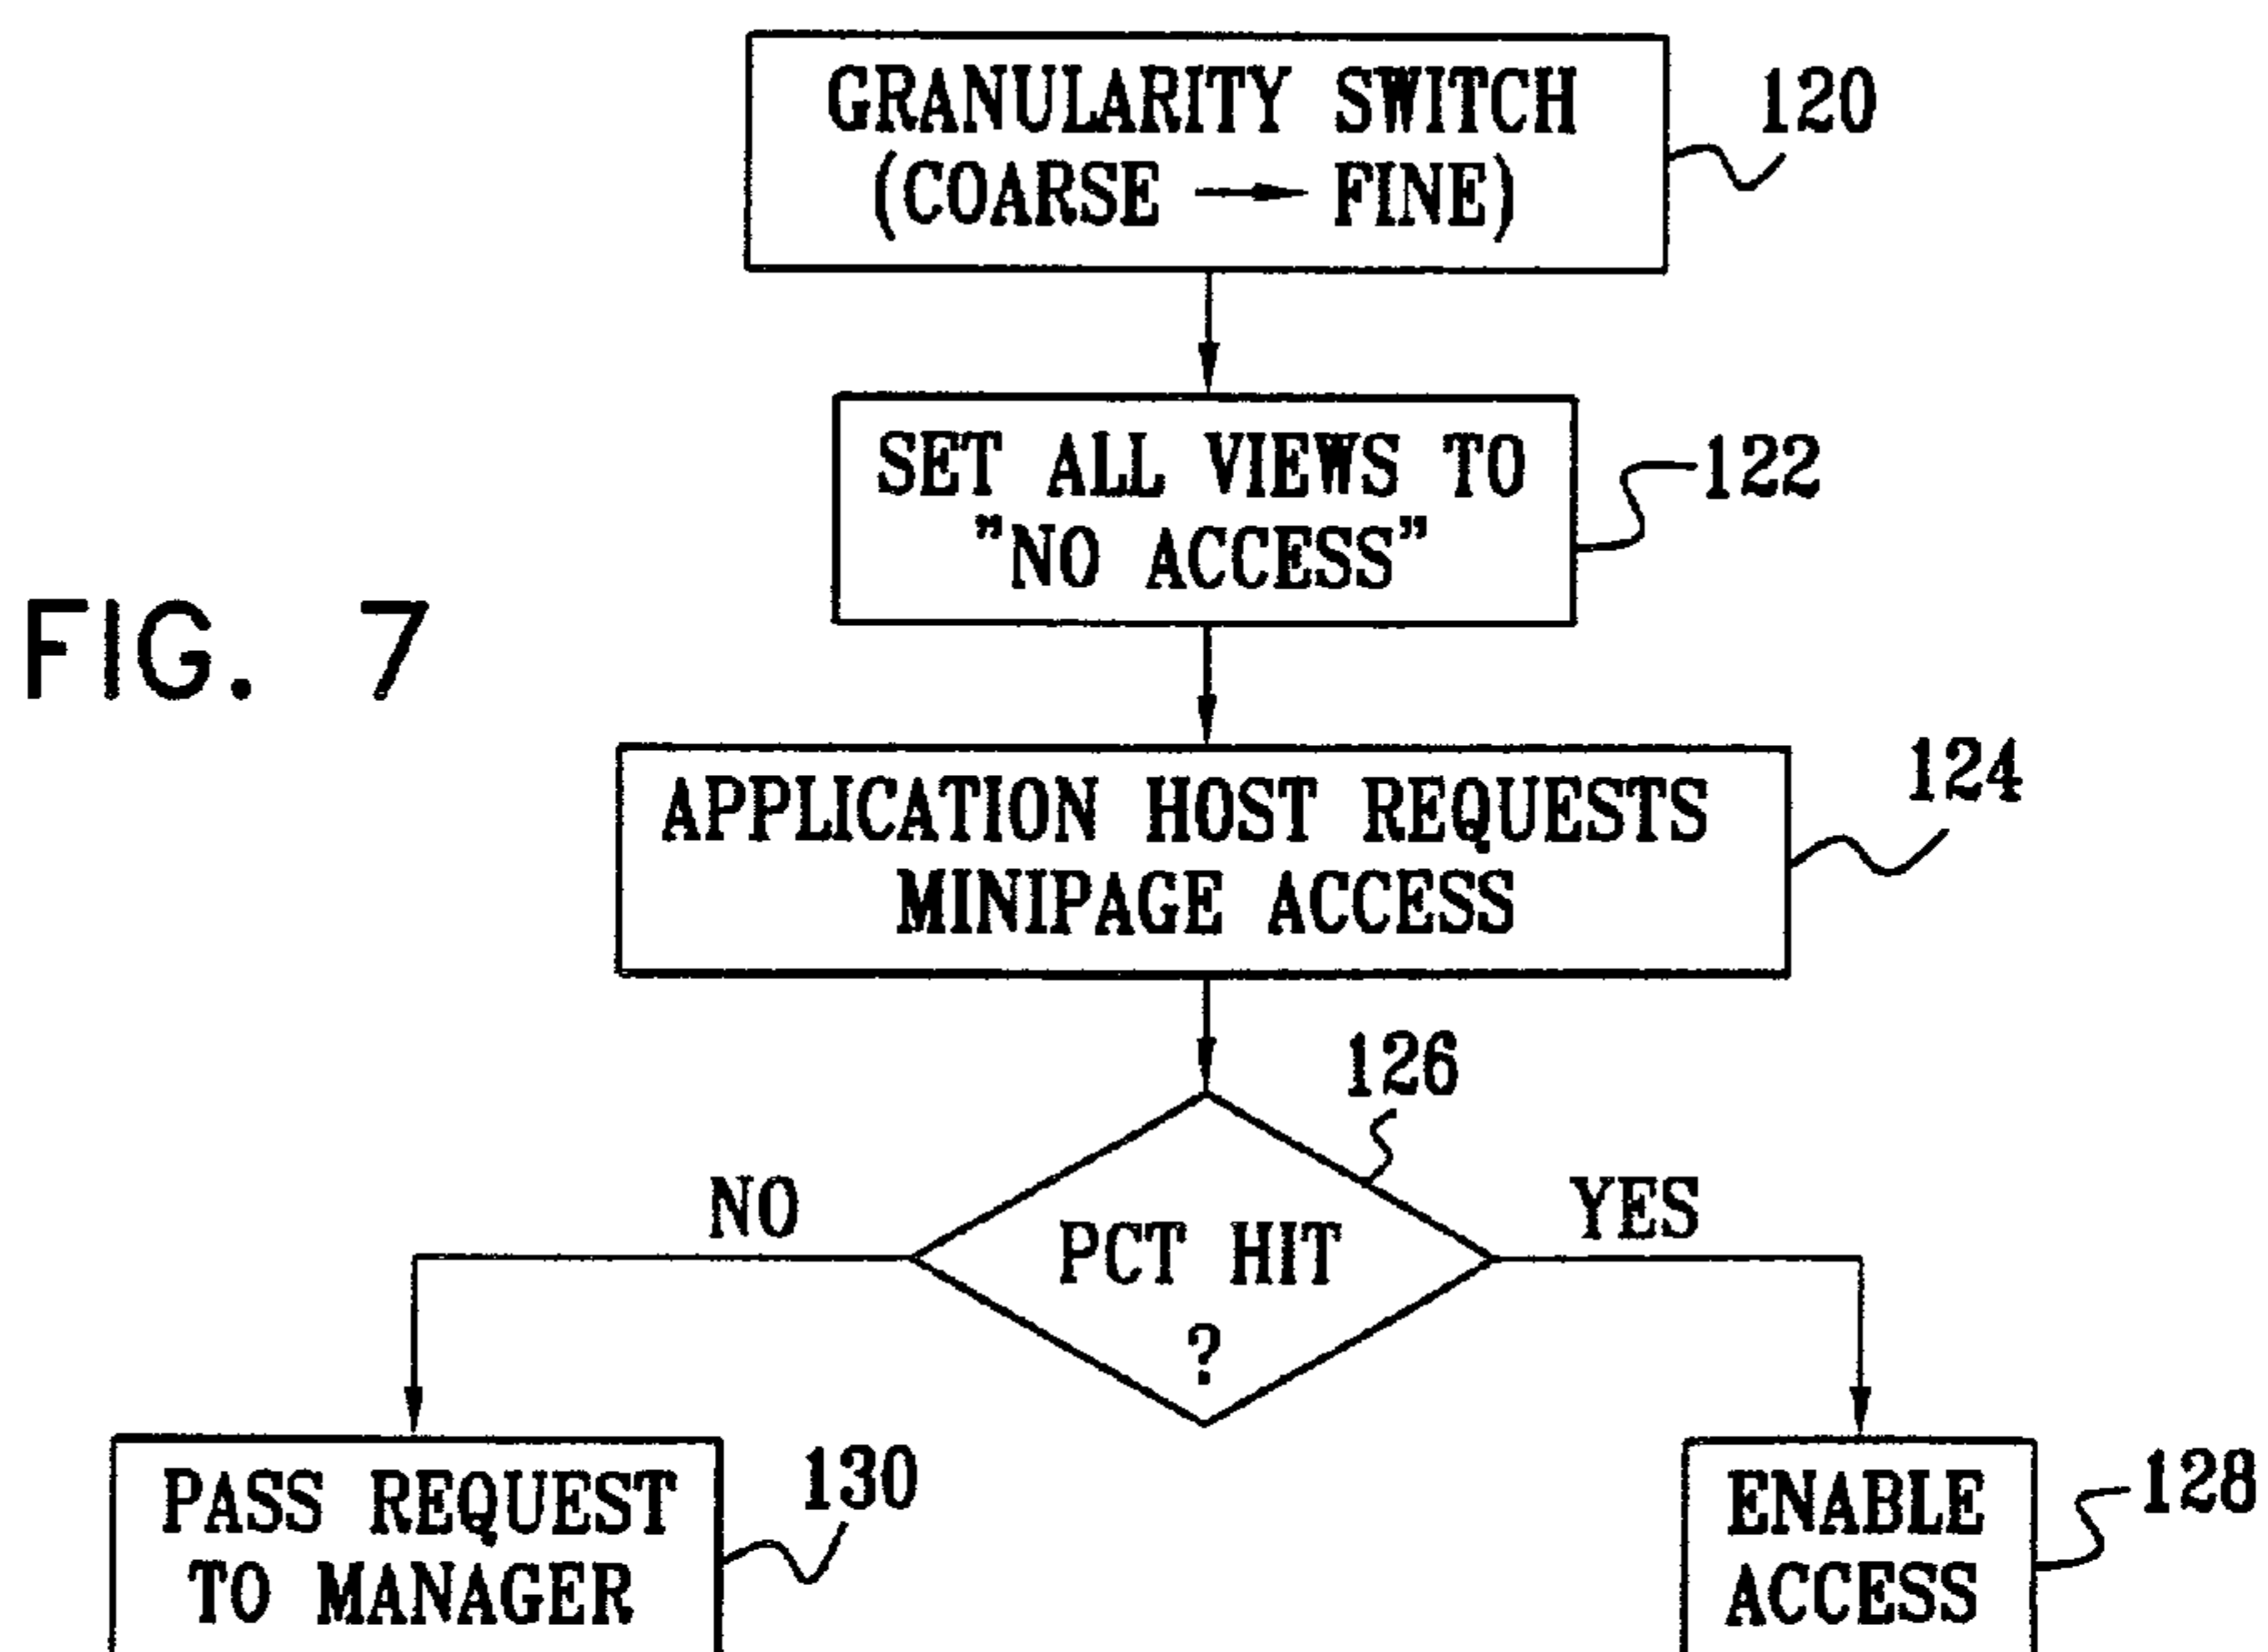 GRANULARITY SWITCH
(COARSE → FINE)
120
SET ALL VIEWS TO
"NO ACCESS"
122
FIG. 7
APPLICATION HOST REQUESTS
MINIPAGE ACCESS
124
126
NO
PCT HIT
?
YES
PASS REQUEST
TO MANAGER
130
ENABLE
ACCESS
128